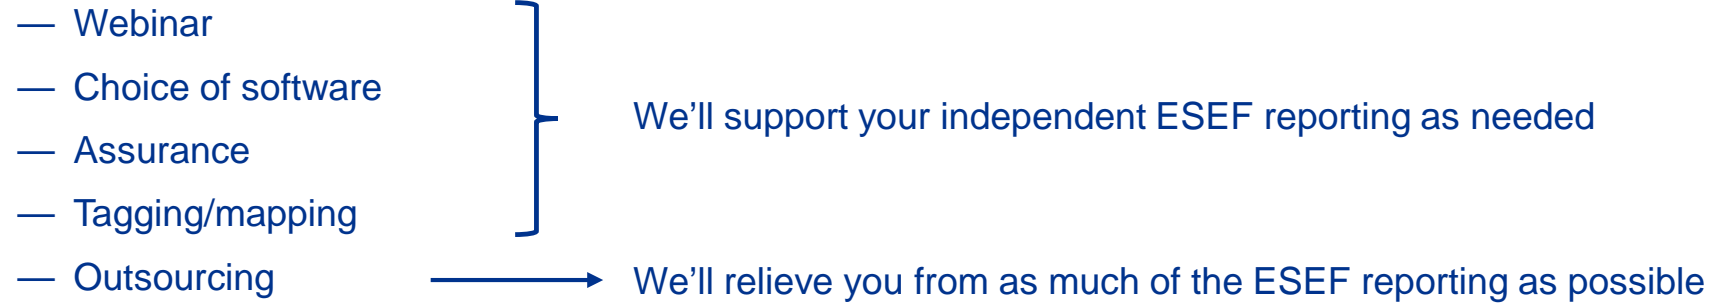 — Webinar
— Choice of software
— Assurance
— Tagging/mapping
— Outsourcing
We’ll support your independent ESEF reporting as needed
We’ll relieve you from as much of the ESEF reporting as possible